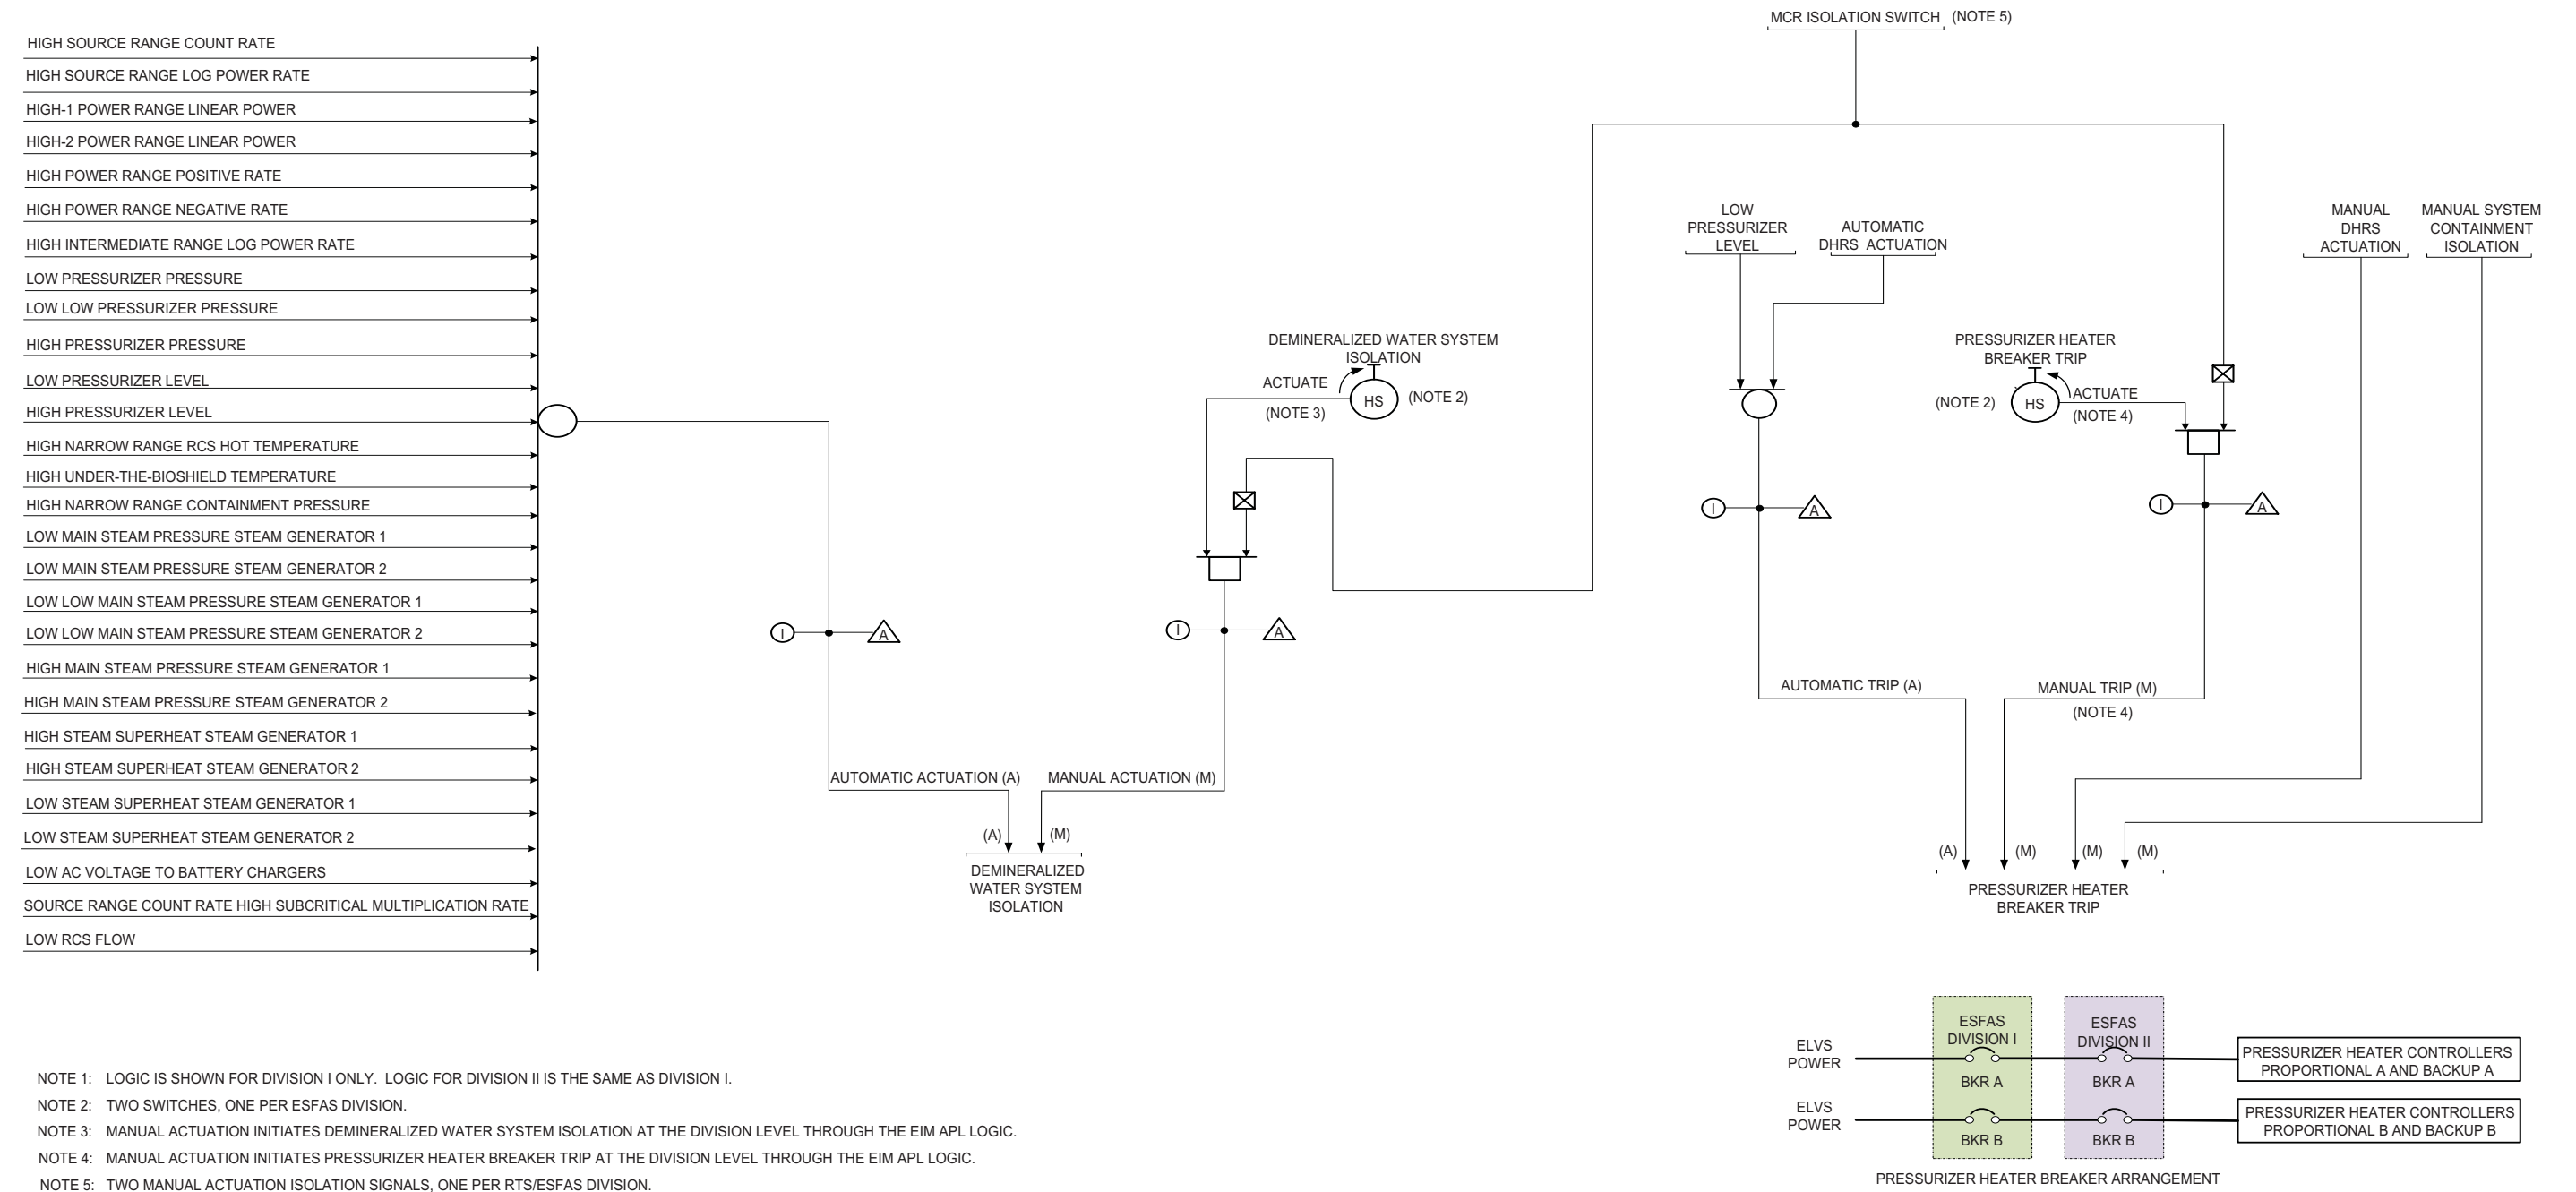 MCR ISOLATION SWITCH (NOTE 5)
HIGH SOURCE RANGE COUNT RATE
HIGH SOURCE RANGE LOG POWER RATE
HIGH-1 POWER RANGE LINEAR POWER
HIGH-2 POWER RANGE LINEAR POWER
HIGH POWER RANGE POSITIVE RATE
HIGH POWER RANGE NEGATIVE RATE
HIGH INTERMEDIATE RANGE LOG POWER RATE
LOW PRESSURIZER PRESSURE
LOW LOW PRESSURIZER PRESSURE
HIGH PRESSURIZER PRESSURE
LOW PRESSURIZER LEVEL
HIGH PRESSURIZER LEVEL
HIGH NARROW RANGE RCS HOT TEMPERATURE
HIGH UNDER-THE-BIOSHIELD TEMPERATURE
HIGH NARROW RANGE CONTAINMENT PRESSURE
LOW MAIN STEAM PRESSURE STEAM GENERATOR 1
LOW MAIN STEAM PRESSURE STEAM GENERATOR 2
LOW LOW MAIN STEAM PRESSURE STEAM GENERATOR 1
LOW LOW MAIN STEAM PRESSURE STEAM GENERATOR 2
HIGH MAIN STEAM PRESSURE STEAM GENERATOR 1
HIGH MAIN STEAM PRESSURE STEAM GENERATOR 2
HIGH STEAM SUPERHEAT STEAM GENERATOR 1
HIGH STEAM SUPERHEAT STEAM GENERATOR 2
LOW STEAM SUPERHEAT STEAM GENERATOR 1
LOW STEAM SUPERHEAT STEAM GENERATOR 2
LOW AC VOLTAGE TO BATTERY CHARGERS
SOURCE RANGE COUNT RATE HIGH SUBCRITICAL MULTIPLICATION RATE
LOW RCS FLOW
I
A
AUTOMATIC ACTUATION (A)
DEMINERALIZED WATER SYSTEM
ISOLATION
ACTUATE
(NOTE 3)
HS
(NOTE 2)
I
A
MANUAL ACTUATION (M)
(A)
(M)
DEMINERALIZED
WATER SYSTEM
ISOLATION
LOW
PRESSURIZER
LEVEL
AUTOMATIC
DHRS ACTUATION
I
A
AUTOMATIC TRIP (A)
PRESSURIZER HEATER
BREAKER TRIP
(NOTE 2)
HS
ACTUATE
(NOTE 4)
I
A
MANUAL TRIP (M)
(NOTE 4)
MANUAL
DHRS
ACTUATION
MANUAL SYSTEM
CONTAINMENT
ISOLATION
(A)
(M)
(M)
(M)
PRESSURIZER HEATER
BREAKER TRIP
ELVS
POWER
ESFAS
DIVISION I
BKR A
ESFAS
DIVISION II
BKR A
PRESSURIZER HEATER CONTROLLERS
PROPORTIONAL A AND BACKUP A
ELVS
POWER
BKR B
BKR B
PRESSURIZER HEATER CONTROLLERS
PROPORTIONAL B AND BACKUP B
PRESSURIZER HEATER BREAKER ARRANGEMENT
NOTE 1: LOGIC IS SHOWN FOR DIVISION I ONLY. LOGIC FOR DIVISION II IS THE SAME AS DIVISION I.
NOTE 2: TWO SWITCHES, ONE PER ESFAS DIVISION.
NOTE 3: MANUAL ACTUATION INITIATES DEMINERALIZED WATER SYSTEM ISOLATION AT THE DIVISION LEVEL THROUGH THE EIM APL LOGIC.
NOTE 4: MANUAL ACTUATION INITIATES PRESSURIZER HEATER BREAKER TRIP AT THE DIVISION LEVEL THROUGH THE EIM APL LOGIC.
NOTE 5: TWO MANUAL ACTUATION ISOLATION SIGNALS, ONE PER RTS/ESFAS DIVISION.